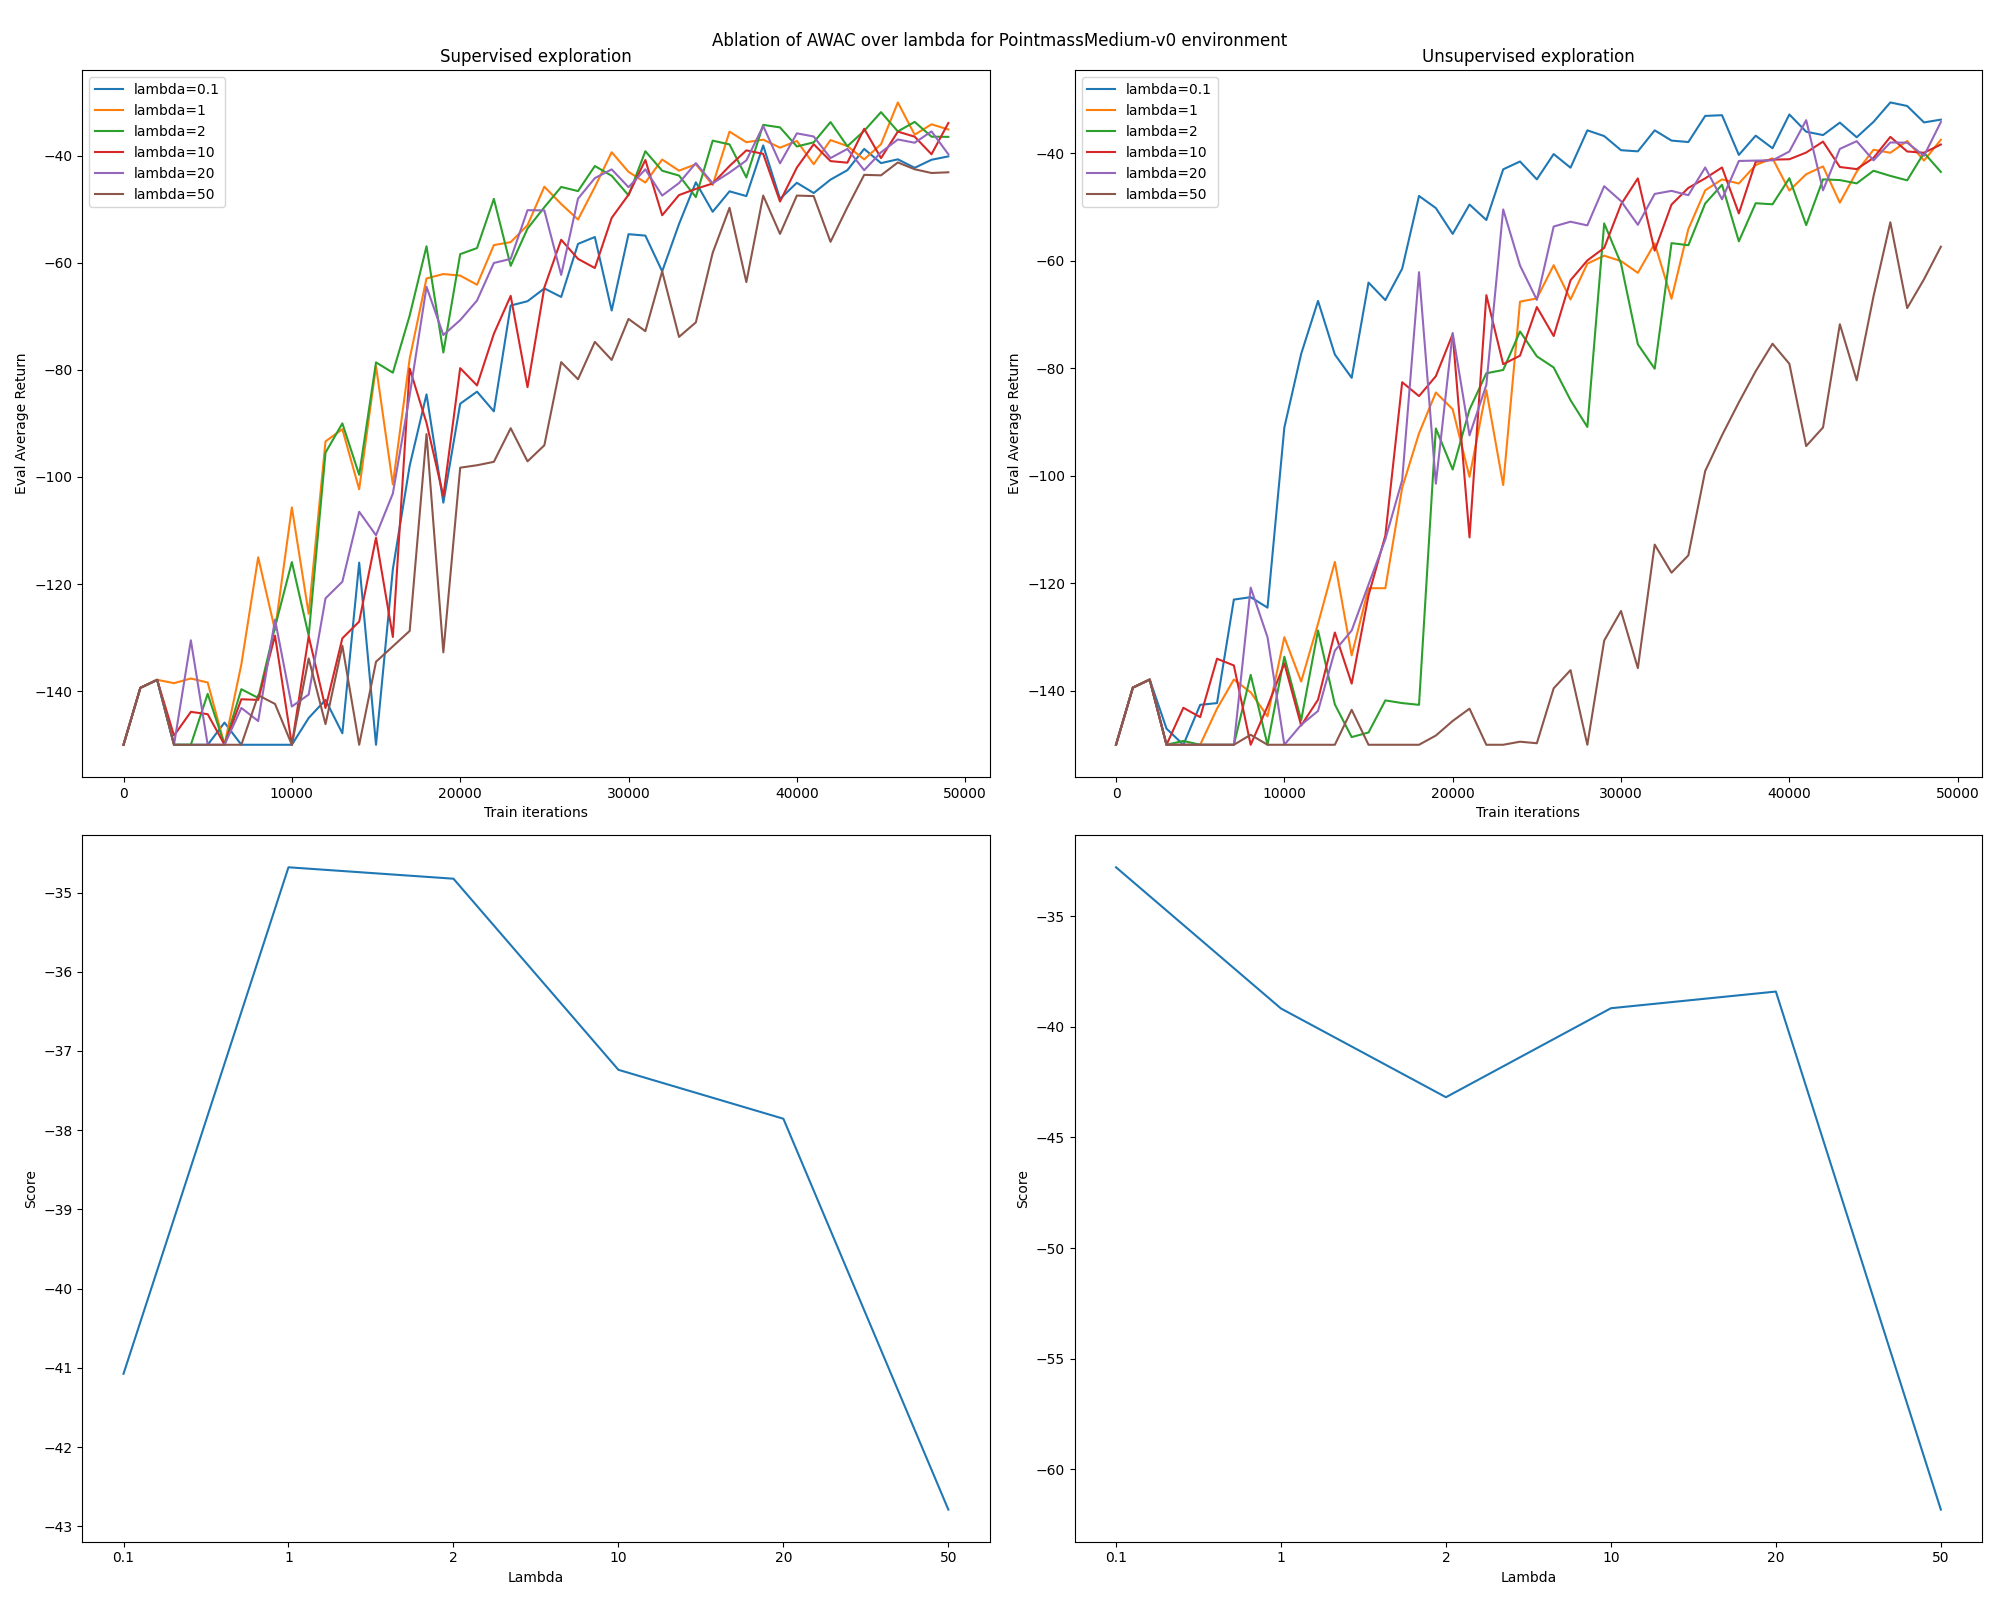 Ablation of AWAC over lambda for PointmassMedium-v0 environment
Supervised exploration
lambda=0.1
lambda=1
lambda=2
lambda=10
lambda=20
lambda=50
Eval Average Return
−40
−60
−80
−100
−120
−140
0 10000 20000 30000 40000 50000
Train iterations
Unsupervised exploration
lambda=0.1
lambda=1
lambda=2
lambda=10
lambda=20
lambda=50
Eval Average Return
−40
−60
−80
−100
−120
−140
0 10000 20000 30000 40000 50000
Train iterations
Score
−35
−36
−37
−38
−39
−40
−41
−42
−43
0.1 1 2 10 20 50
Lambda
Score
−35
−40
−45
−50
−55
−60
0.1 1 2 10 20 50
Lambda